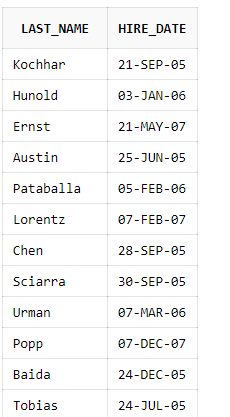 LAST_NAME HIRE_DATE
Kochhar 21-SEP-05
Hunold 03-JAN-06
Ernst 21-MAY-07
Austin 25-JUN-05
Pataballa 05-FEB-06
Lorentz 07-FEB-07
Chen 28-SEP-05
Sciarra 30-SEP-05
Urman 07-MAR-06
Popp 07-DEC-07
Baida 24-DEC-05
Tobias 24-JUL-05